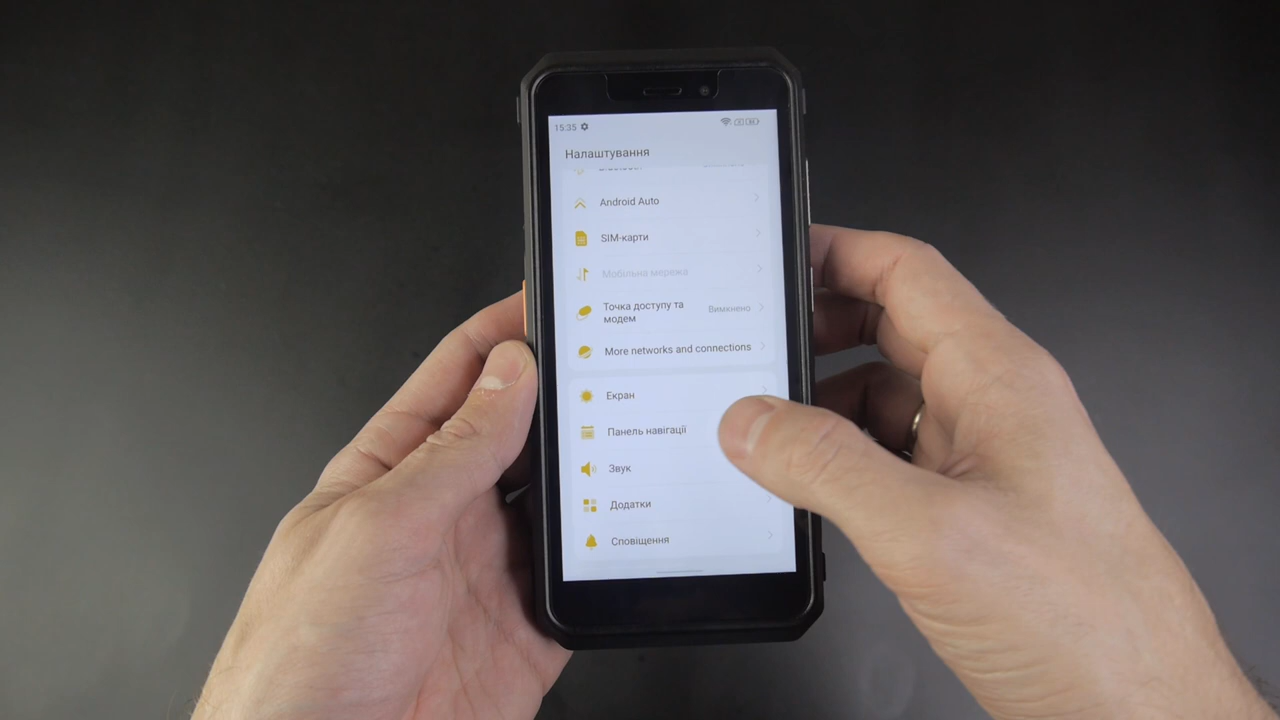 15:35
Налаштування
Android Auto
SIM-карти
Мобільна мережа
Точка доступу та
модем
Вимкнено
More networks and connections
Екран
Панель навігації
Звук
Додатки
Сповіщення